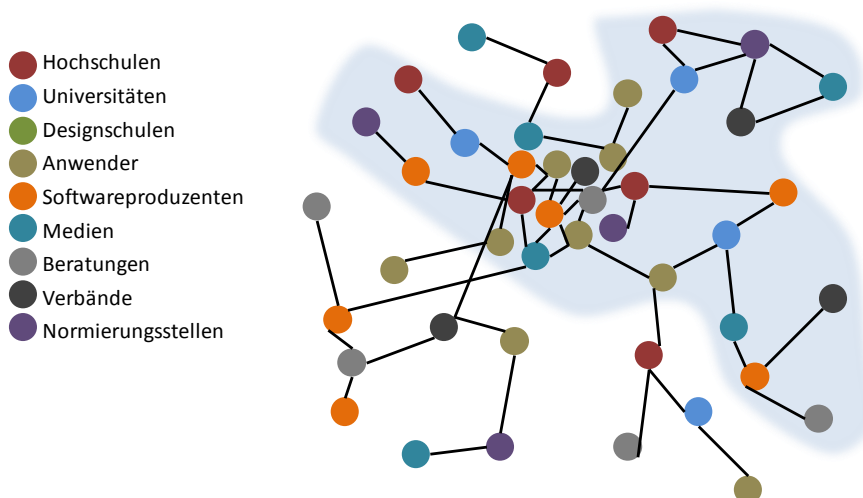 Hochschulen
Universitäten
Designschulen
Anwender
Softwareproduzenten
Medien
Beratungen
Verbände
Normierungsstellen